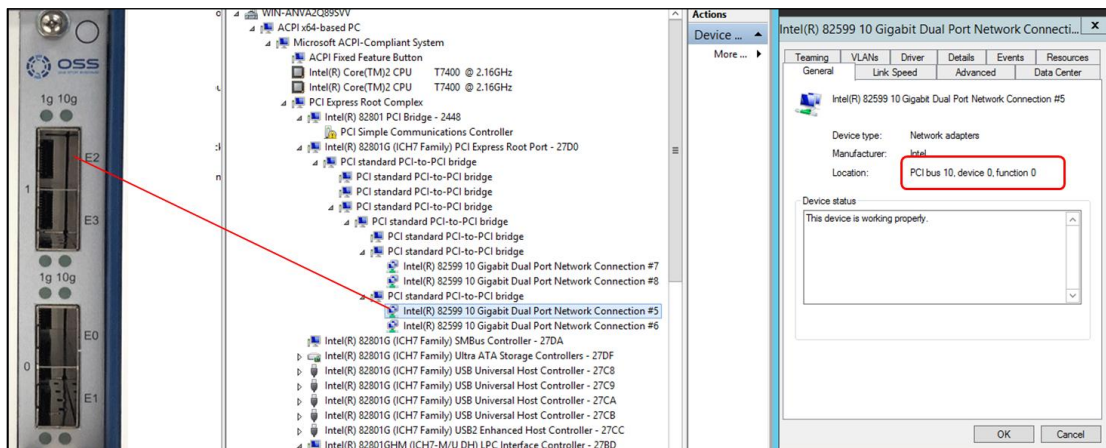 OSS
1g 10g
E2
1
E3
1g 10g
E0
0
E1
WIN-ANVA2Q89SVV
ACPI x64-based PC
Microsoft ACPI-Compliant System
ACPI Fixed Feature Button
Intel(R) Core(TM)2 CPU T7400 @ 2.16GHz
Intel(R) Core(TM)2 CPU T7400 @ 2.16GHz
PCI Express Root Complex
Intel(R) 82801 PCI Bridge - 2448
PCI Simple Communications Controller
Intel(R) 82801G (ICH7 Family) PCI Express Root Port - 27D0
PCI standard PCI-to-PCI bridge
PCI standard PCI-to-PCI bridge
PCI standard PCI-to-PCI bridge
PCI standard PCI-to-PCI bridge
PCI standard PCI-to-PCI bridge
PCI standard PCI-to-PCI bridge
PCI standard PCI-to-PCI bridge
Intel(R) 82599 10 Gigabit Dual Port Network Connection #7
Intel(R) 82599 10 Gigabit Dual Port Network Connection #8
PCI standard PCI-to-PCI bridge
Intel(R) 82599 10 Gigabit Dual Port Network Connection #5
Intel(R) 82599 10 Gigabit Dual Port Network Connection #6
Intel(R) 82801G (ICH7 Family) SMBus Controller - 27DA
Intel(R) 82801G (ICH7 Family) Ultra ATA Storage Controllers - 27DF
Intel(R) 82801G (ICH7 Family) USB Universal Host Controller - 27C8
Intel(R) 82801G (ICH7 Family) USB Universal Host Controller - 27C9
Intel(R) 82801G (ICH7 Family) USB Universal Host Controller - 27CA
Intel(R) 82801G (ICH7 Family) USB Universal Host Controller - 27CB
Intel(R) 82801G (ICH7 Family) USB2 Enhanced Host Controller - 27CC
Intel(R) 82801GHM (ICH7-M/U DH) LPC Interface Controller - 27BD
Actions
Device ...
More ...
Intel(R) 82599 10 Gigabit Dual Port Network Connecti... x
Teaming VLANs Driver Details Events Resources
General Link Speed Advanced Data Center
Intel(R) 82599 10 Gigabit Dual Port Network Connection #5
Device type: Network adapters
Manufacturer: Intel
Location: PCI bus 10, device 0, function 0
Device status
This device is working properly.
OK Cancel